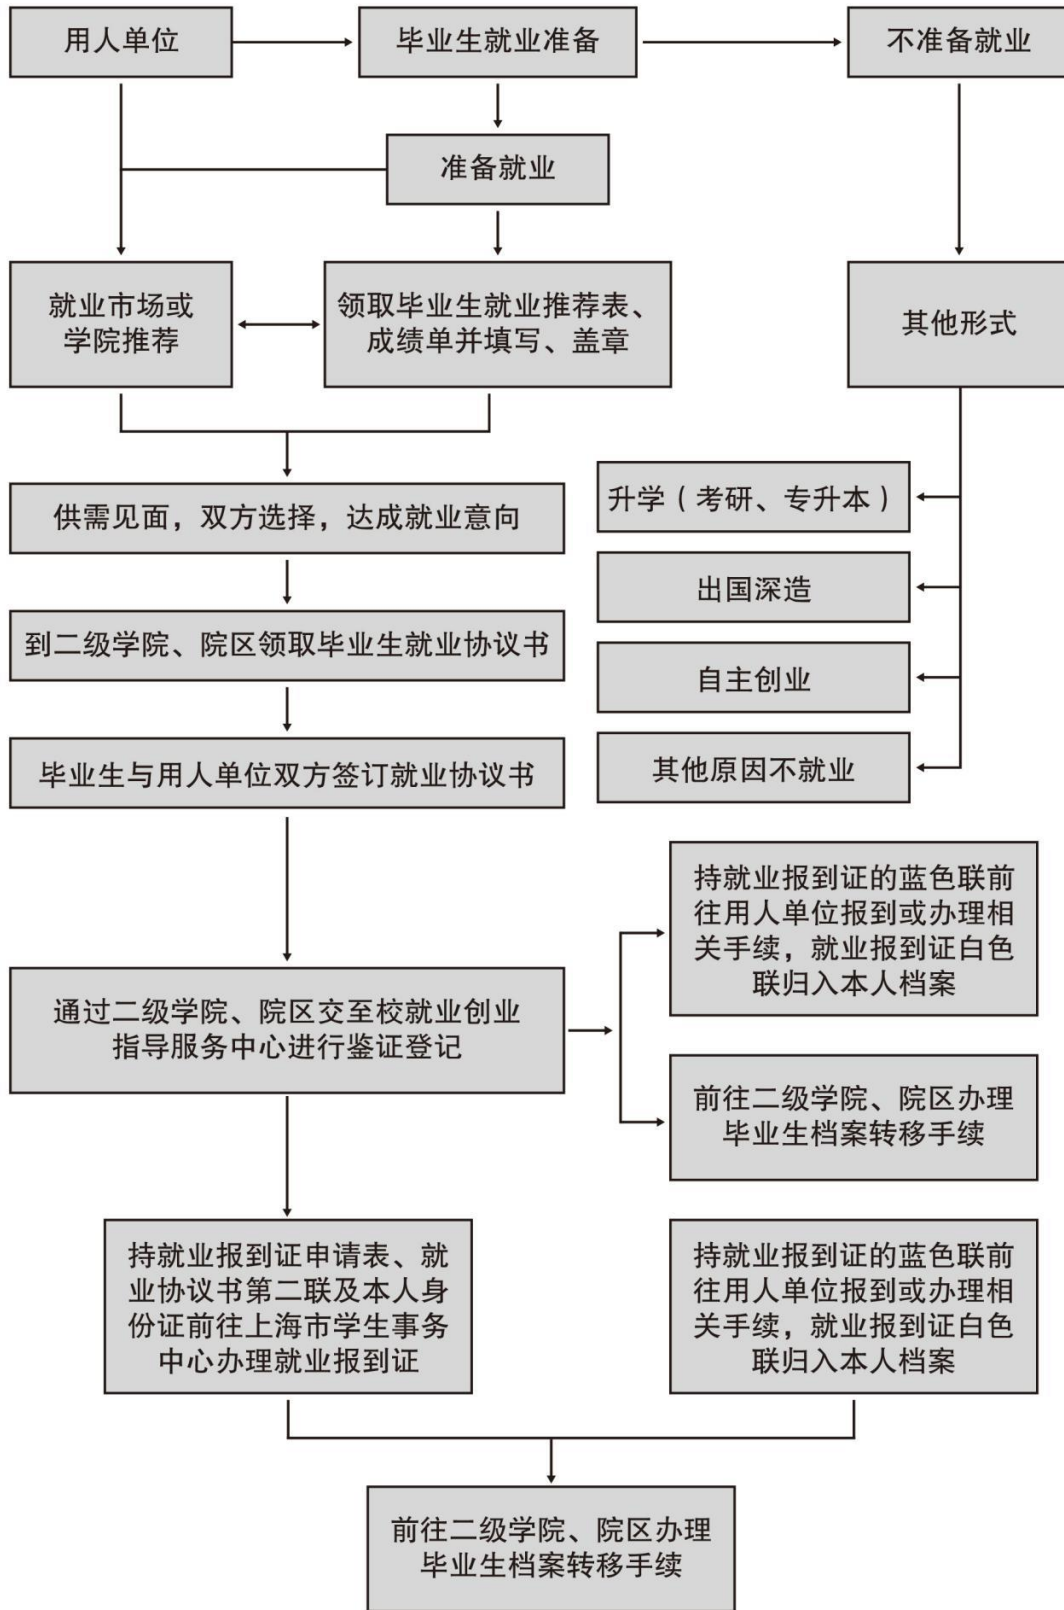 用人单位
毕业生就业准备
不准备就业
准备就业
就业市场或
学院推荐
领取毕业生就业推荐表、
成绩单并填写、盖章
其他形式
供需见面，双方选择，达成就业意向
升学（考研、专升本）
出国深造
到二级学院、院区领取毕业生就业协议书
自主创业
毕业生与用人单位双方签订就业协议书
其他原因不就业
持就业报到证的蓝色联前
往用人单位报到或办理相
关手续，就业报到证白色
联归入本人档案
通过二级学院、院区交至校就业创业
指导服务中心进行鉴证登记
前往二级学院、院区办理
毕业生档案转移手续
持就业报到证申请表、就
业协议书第二联及本人身
份证前往上海市学生事务
中心办理就业报到证
持就业报到证的蓝色联前
往用人单位报到或办理相
关手续，就业报到证白色
联归入本人档案
前往二级学院、院区办理
毕业生档案转移手续